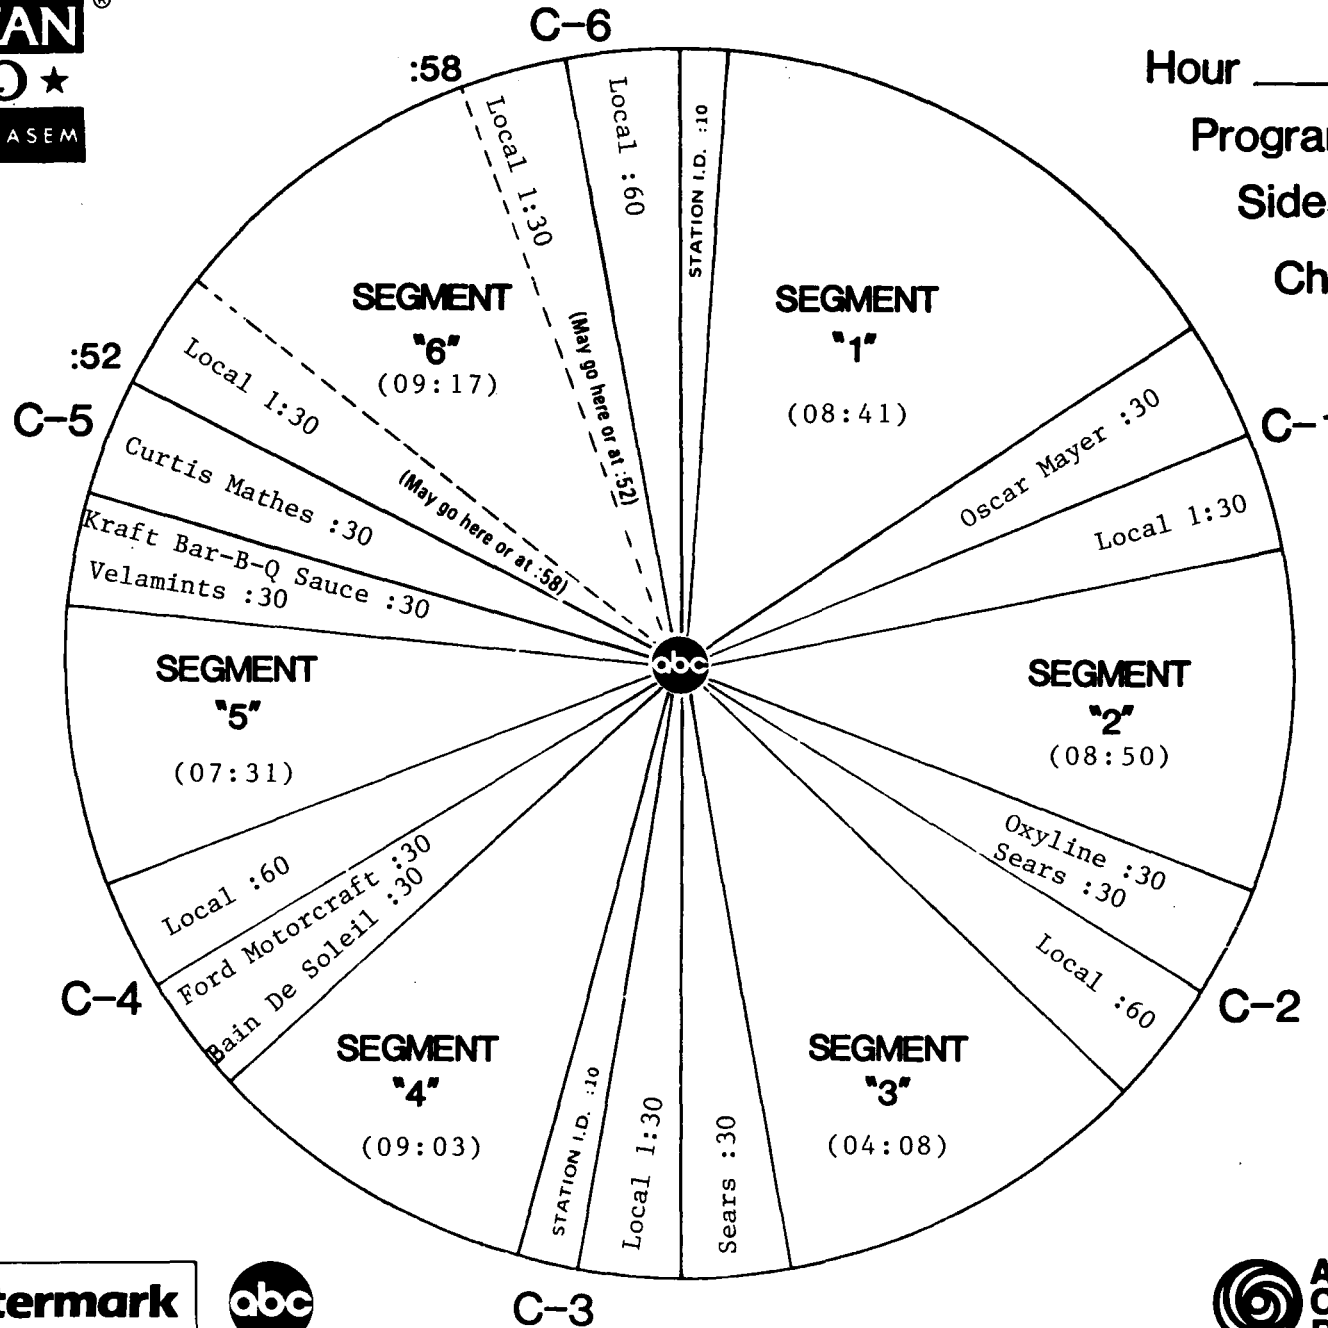 AN
®
ASEM
C-6
:58
Hour
Local :60
STATION I.D. :10
Local 1:30
(May go here or at :52)
SEGMENT
"6"
(09:17)
SEGMENT
"1"
(08:41)
:52
C-5
Local 1:30
(May go here or at :58)
Curtis Mathes :30
Kraft Bar-B-Q Sauce :30
Velamints :30
Oscar Mayer :30
Local 1:30
abc
SEGMENT
"5"
(07:31)
SEGMENT
"2"
(08:50)
Oxyline :30
Sears :30
Local :60
C-2
Local :60
Ford Motorcraft :30
Bain De Soleil :30
C-4
SEGMENT
"4"
(09:03)
SEGMENT
"3"
(04:08)
STATION I.D. :10
Local 1:30
Sears :30
C-3
termark
abc